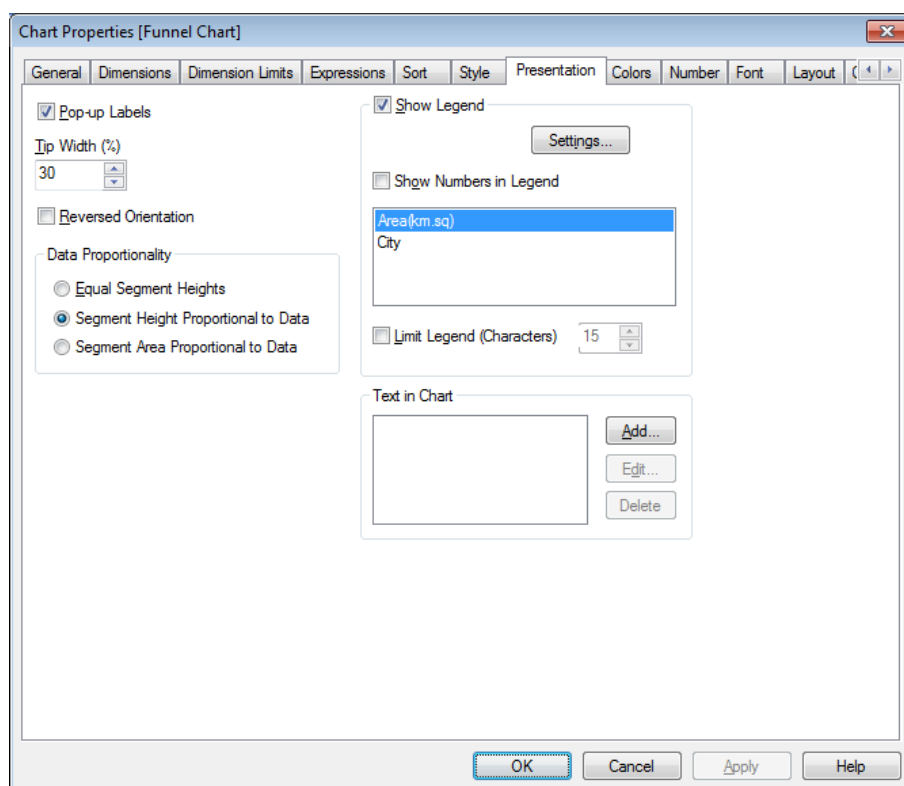 Chart Properties [Funnel Chart]
General Dimensions Dimension Limits Expressions Sort Style Presentation Colors Number Font Layout
Pop-up Labels
Tip Width (%)
30
Reversed Orientation
Data Proportionality
Equal Segment Heights
Segment Height Proportional to Data
Segment Area Proportional to Data
Show Legend
Settings...
Show Numbers in Legend
Area(km.sq)
City
Limit Legend (Characters) 15
Text in Chart
Add...
Edit...
Delete
OK Cancel Apply Help